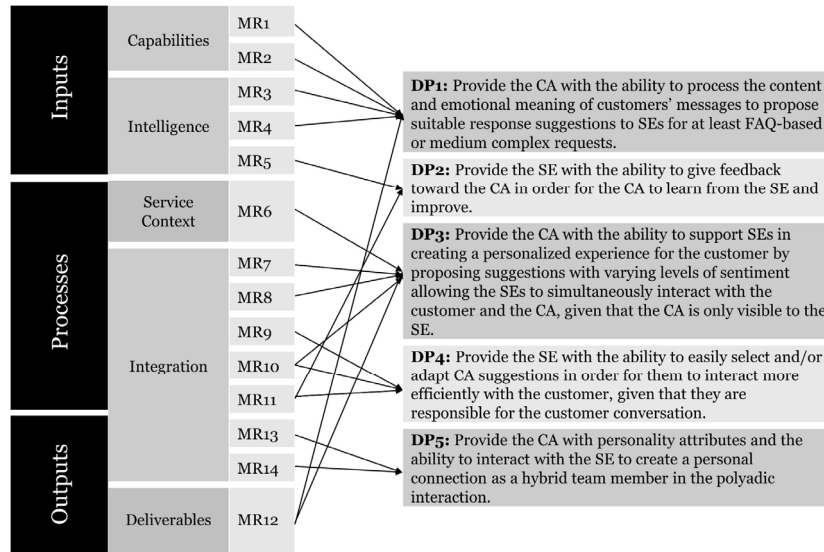 Inputs
Processes
Outputs
Capabilities
Intelligence
Service
Context
Integration
Deliverables
MR1
MR2
MR3
MR4
MR5
MR6
MR7
MR8
MR9
MR10
MR11
MR13
MR14
MR12
DP1: Provide the CA with the ability to process the content
and emotional meaning of customers' messages to propose
suitable response suggestions to SEs for at least FAQ-based
or medium complex requests.
DP2: Provide the SE with the ability to give feedback
toward the CA in order for the CA to learn from the SE and
improve.
DP3: Provide the CA with the ability to support SEs in
creating a personalized experience for the customer by
proposing suggestions with varying levels of sentiment
allowing the SEs to simultaneously interact with the
customer and the CA, given that the CA is only visible to the
SE.
DP4: Provide the SE with the ability to easily select and/or
adapt CA suggestions in order for them to interact more
efficiently with the customer, given that they are
responsible for the customer conversation.
DP5: Provide the CA with personality attributes and the
ability to interact with the SE to create a personal
connection as a hybrid team member in the polyadic
interaction.